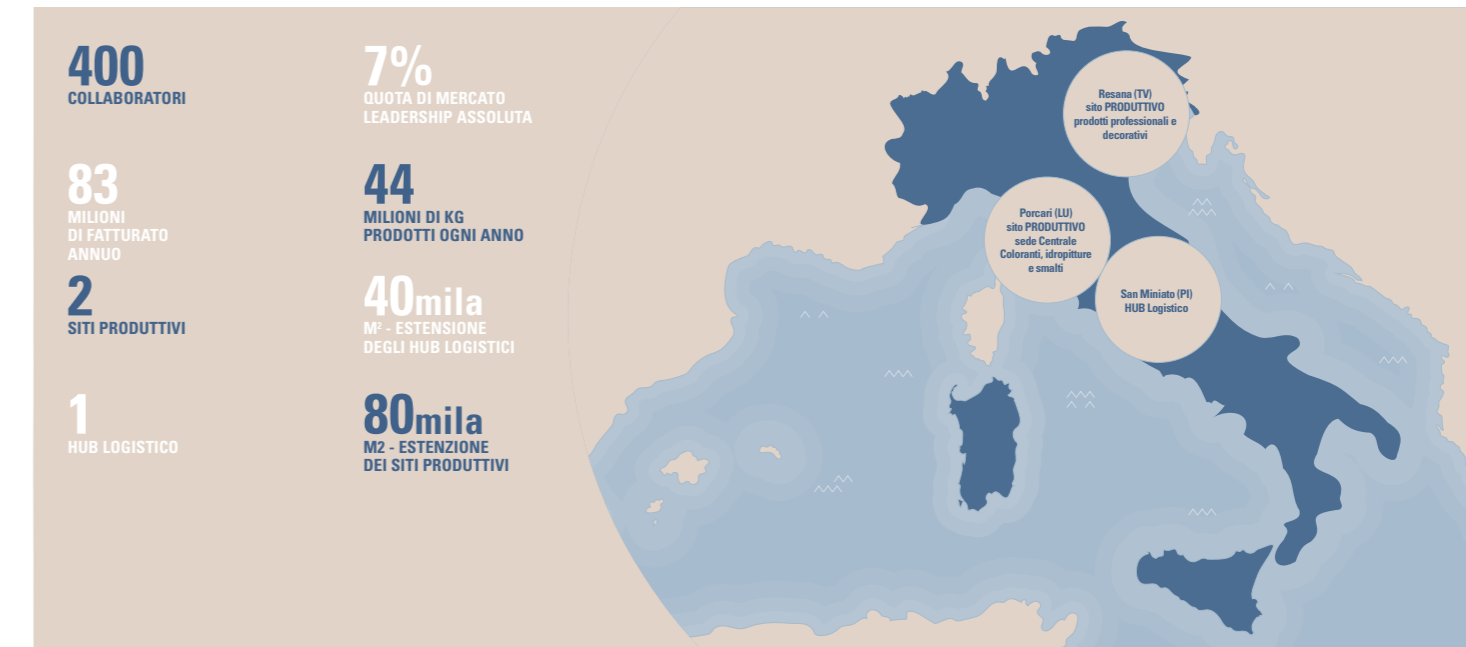 400
COLLABORATORI
7%
QUOTA DI MERCATO
LEADERSHIP ASSOLUTA
83
MILIONI
DI FATTURATO
ANNUO
44
MILIONI DI KG
PRODOTTI OGNI ANNO
2
SITI PRODUTTIVI
40mila
M² - ESTENSIONE
DEGLI HUB LOGISTICI
1
HUB LOGISTICO
80mila
M2 - ESTENZIONE
DEI SITI PRODUTTIVI
Resana (TV)
sito PRODUTTIVO
prodotti professionali e
decorativi
Porcari (LU)
sito PRODUTTIVO
sede Centrale
Coloranti, idropitture
e smalti
San Miniato (PI)
HUB Logistico